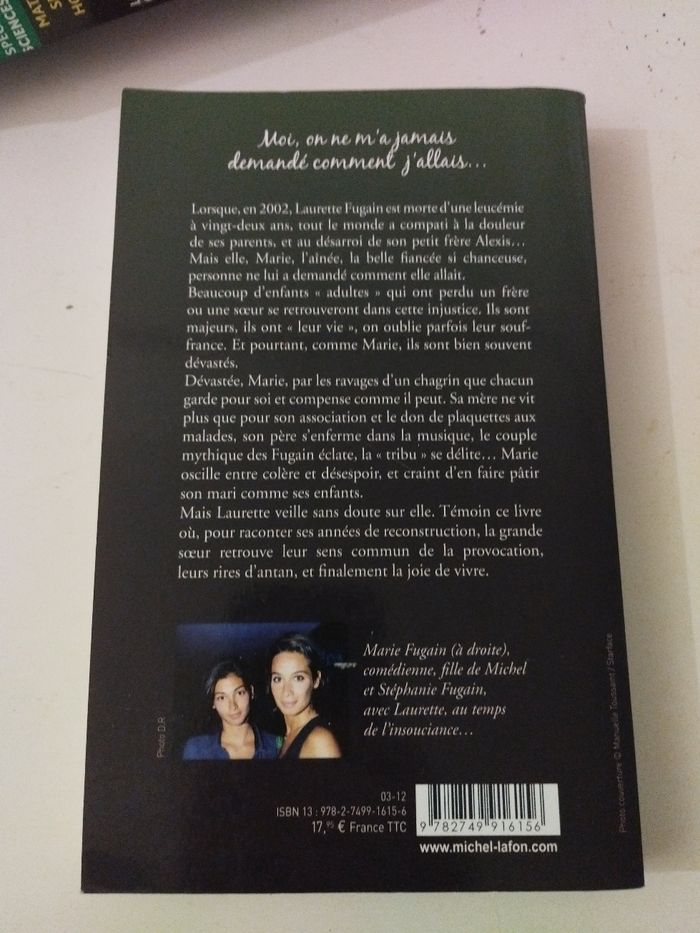 SPÉC
SCIENCES
MAT
S
HO
Moi, on ne m'a jamais
demandé comment j'allais...
Lorsque, en 2002, Laurette Fugain est morte d'une leucémie
à vingt-deux ans, tout le monde a compati à la douleur
de ses parents, et au désarroi de son petit frère Alexis...
Mais elle, Marie, l'aînée, la belle fiancée si chanceuse,
personne ne lui a demandé comment elle allait.
Beaucoup d'enfants « adultes » qui ont perdu un frère
ou une sœur se retrouveront dans cette injustice. Ils sont
majeurs, ils ont « leur vie », on oublie parfois leur souf-
france. Et pourtant, comme Marie, ils sont bien souvent
dévastés.
Dévastée, Marie, par les ravages d'un chagrin que chacun
garde pour soi et compense comme il peut. Sa mère ne vit
plus que pour son association et le don de plaquettes aux
malades, son père s'enferme dans la musique, le couple
mythique des Fugain éclate, la « tribu » se délite... Marie
oscille entre colère et désespoir, et craint d'en faire pâtir
son mari comme ses enfants.
Mais Laurette veille sans doute sur elle. Témoin ce livre
où, pour raconter ses années de reconstruction, la grande
sœur retrouve leur sens commun de la provocation,
leurs rires d'antan, et finalement la joie de vivre.
Marie Fugain (à droite),
comédienne, fille de Michel
et Stéphanie Fugain,
avec Laurette, au temps
de l'insouciance...
Photo D.R.
Photo couverture © Manuelle Toussaint / Starface
03-12
ISBN 13 : 978-2-7499-1615-6
17,95 € France TTC
9 782749 916156
www.michel-lafon.com